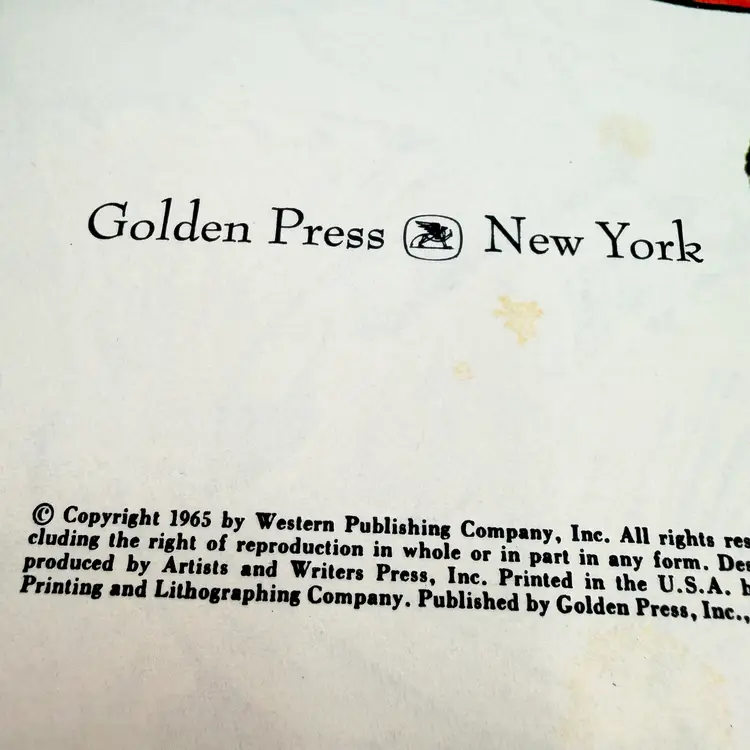 Golden Press New York
© Copyright 1965 by Western Publishing Company, Inc. All rights res
cluding the right of reproduction in whole or in part in any form. Des
produced by Artists and Writers Press, Inc. Printed in the U.S.A. b
Printing and Lithographing Company. Published by Golden Press, Inc.,